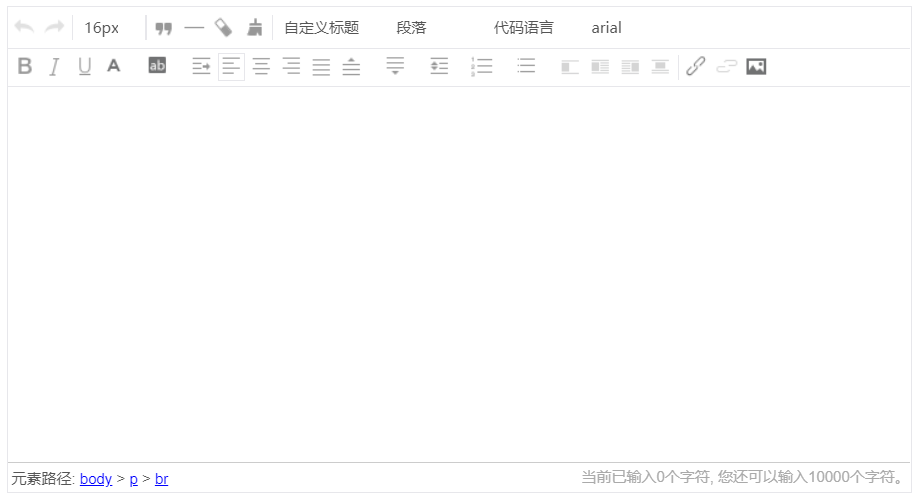 16px 自定义标题 段落 代码语言 arial
B I U A ab
元素路径: body > p > br
当前已输入0个字符, 您还可以输入10000个字符。